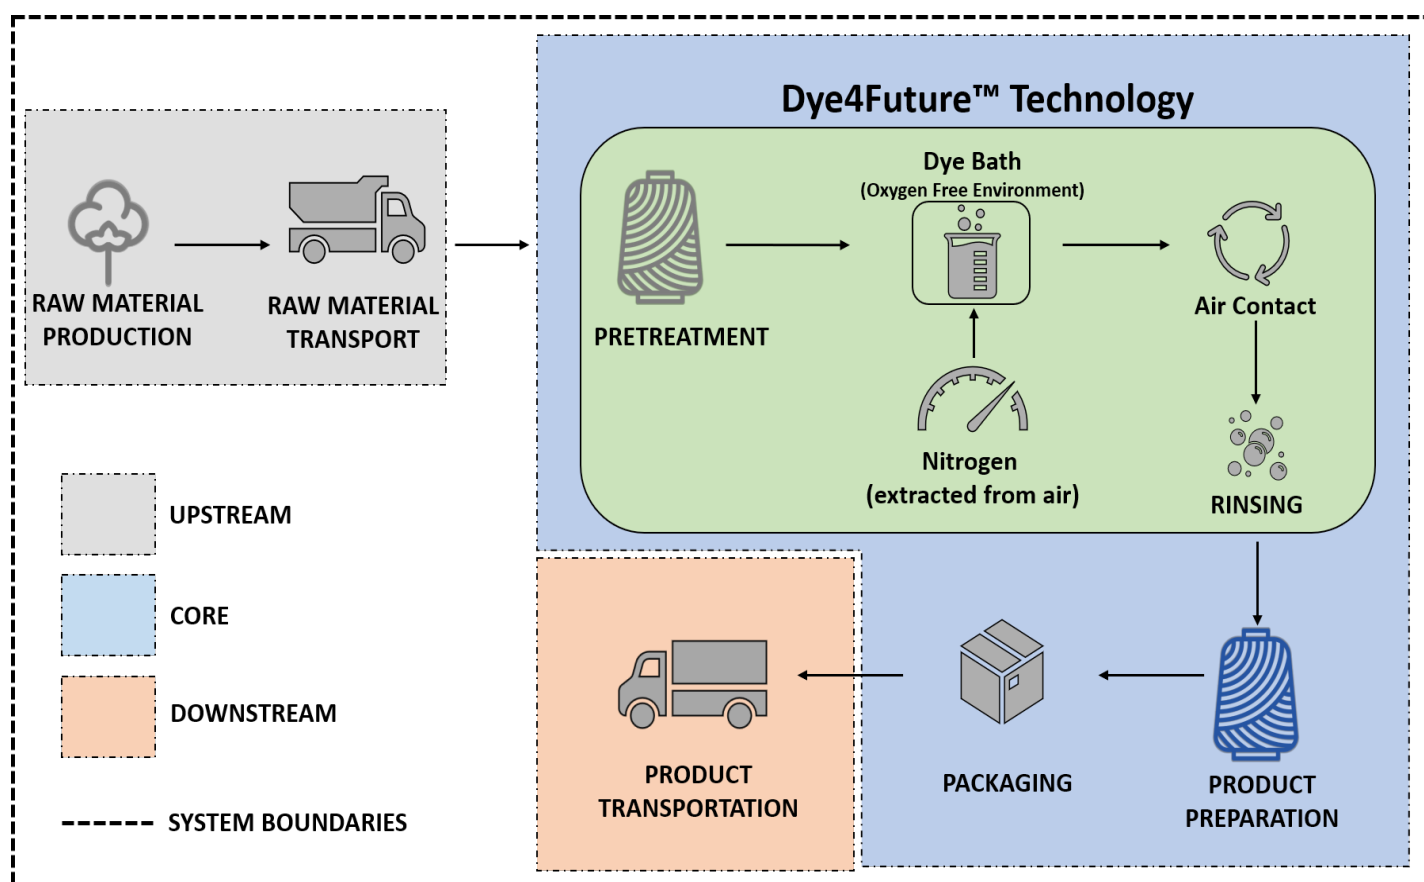 Dye4Future™ Technology
RAW MATERIAL
PRODUCTION
RAW MATERIAL
TRANSPORT
PRETREATMENT
Dye Bath
(Oxygen Free Environment)
Nitrogen
(extracted from air)
Air Contact
RINSING
PRODUCT
PREPARATION
PACKAGING
PRODUCT
TRANSPORTATION
UPSTREAM
CORE
DOWNSTREAM
SYSTEM BOUNDARIES